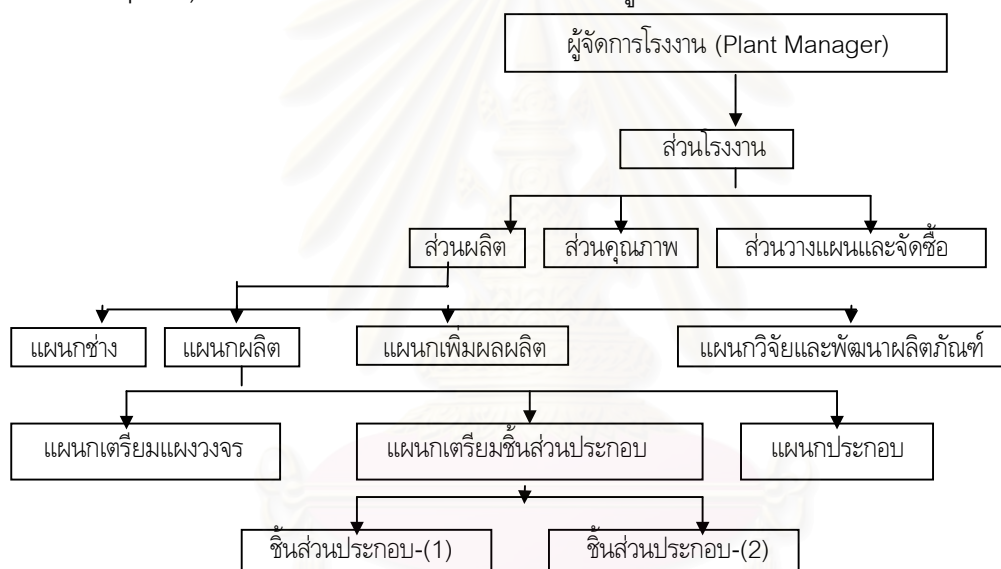 ผู้จัดการโรงงาน (Plant Manager)
ส่วนโรงงาน
ส่วนผลิต ส่วนคุณภาพ ส่วนวางแผนและจัดซื้อ
แผนกช่าง แผนกผลิต แผนกเพิ่มผลผลิต แผนกวิจัยและพัฒนาผลิตภัณฑ์
แผนกเตรียมแผงวงจร แผนกเตรียมชิ้นส่วนประกอบ แผนกประกอบ
ชิ้นส่วนประกอบ-(1) ชิ้นส่วนประกอบ-(2)